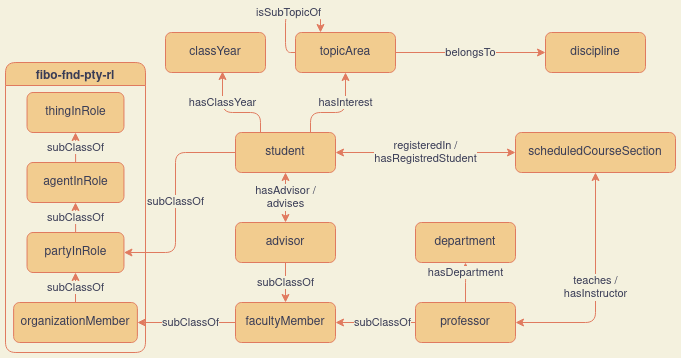 isSubTopicOf
classYear
topicArea
belongsTo
discipline
fibo-fnd-pty-rl
thingInRole
hasClassYear
hasInterest
subClassOf
student
registeredIn /
hasRegistredStudent
scheduledCourseSection
agentInRole
hasAdvisor /
advises
subClassOf
subClassOf
partyInRole
advisor
department
subClassOf
subClassOf
hasDepartment
teaches /
hasInstructor
organizationMember
subClassOf
facultyMember
subClassOf
professor